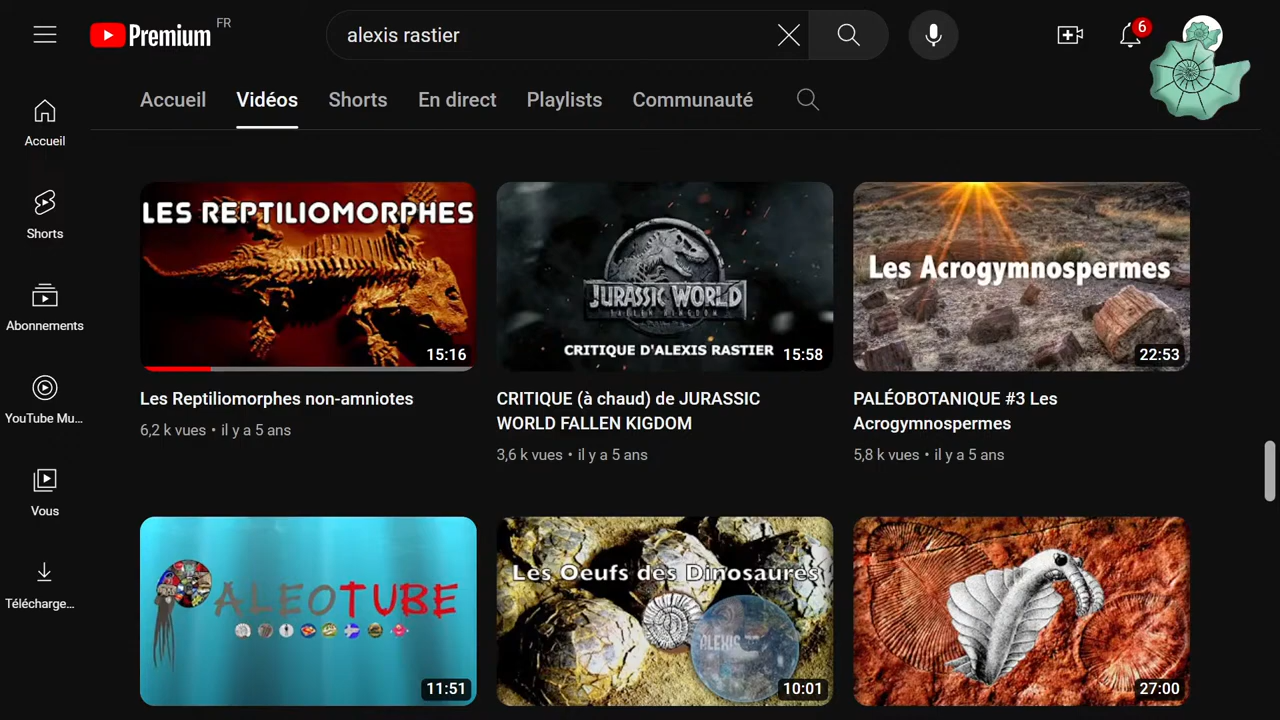 Premium FR
alexis rastier
6
Accueil Vidéos Shorts En direct Playlists Communauté
Accueil
Shorts
Abonnements
YouTube Mu...
Vous
Télécharge...
LES REPTILIOMORPHES
15:16
Les Reptiliomorphes non-amniotes
6,2 k vues • il y a 5 ans
JURASSIC WORLD
FALLEN KINGDOM
CRITIQUE D'ALEXIS RASTIER
15:58
CRITIQUE (à chaud) de JURASSIC
WORLD FALLEN KIGDOM
3,6 k vues • il y a 5 ans
Les Acrogymnospermes
22:53
PALÉOBOTANIQUE #3 Les
Acrogymnospermes
5,8 k vues • il y a 5 ans
ALEOTUBE
11:51
Les Oeufs des Dinosaures
ALEXIS
10:01
27:00